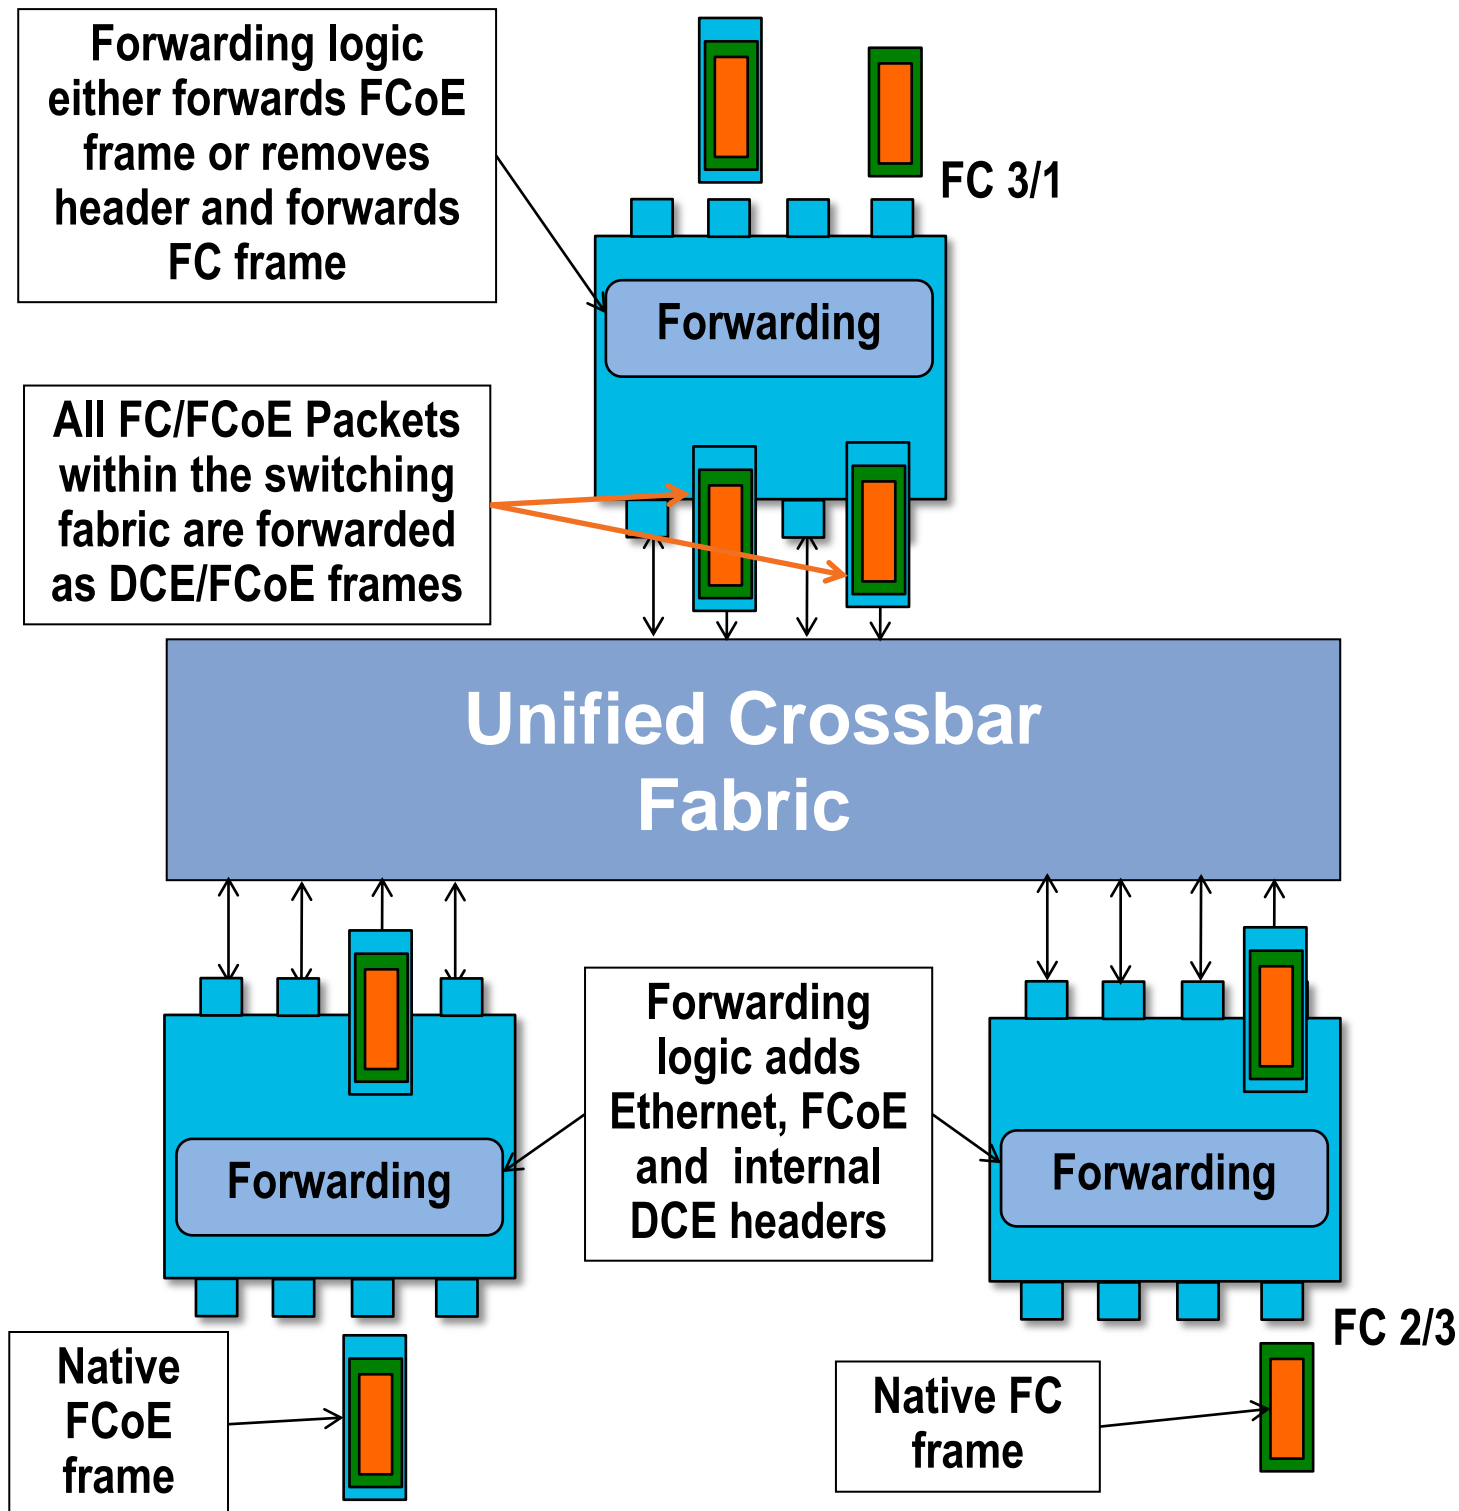 Forwarding logic
either forwards FCoE
frame or removes
header and forwards
FC frame
FC 3/1
Forwarding
All FC/FCoE Packets
within the switching
fabric are forwarded
as DCE/FCoE frames
Unified Crossbar
Fabric
Forwarding
logic adds
Ethernet, FCoE
and internal
DCE headers
Forwarding
Forwarding
FC 2/3
Native
FCoE
frame
Native FC
frame